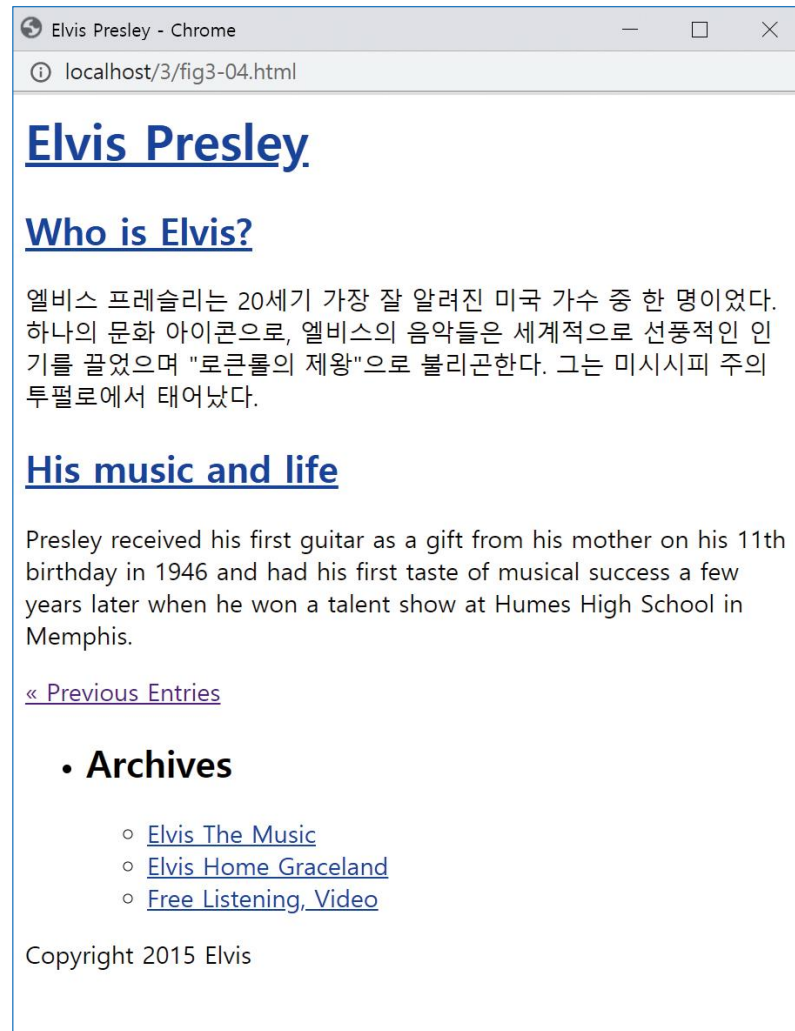 Elvis Presley - Chrome
localhost/3/fig3-04.html
Elvis Presley
Who is Elvis?
엘비스 프레슬리는 20세기 가장 잘 알려진 미국 가수 중 한 명이었다.
하나의 문화 아이콘으로, 엘비스의 음악들은 세계적으로 선풍적인 인
기를 끌었으며 "로큰롤의 제왕"으로 불리곤한다. 그는 미시시피 주의
투펄로에서 태어났다.
His music and life
Presley received his first guitar as a gift from his mother on his 11th
birthday in 1946 and had his first taste of musical success a few
years later when he won a talent show at Humes High School in
Memphis.
« Previous Entries
• Archives
○ Elvis The Music
○ Elvis Home Graceland
○ Free Listening, Video
Copyright 2015 Elvis